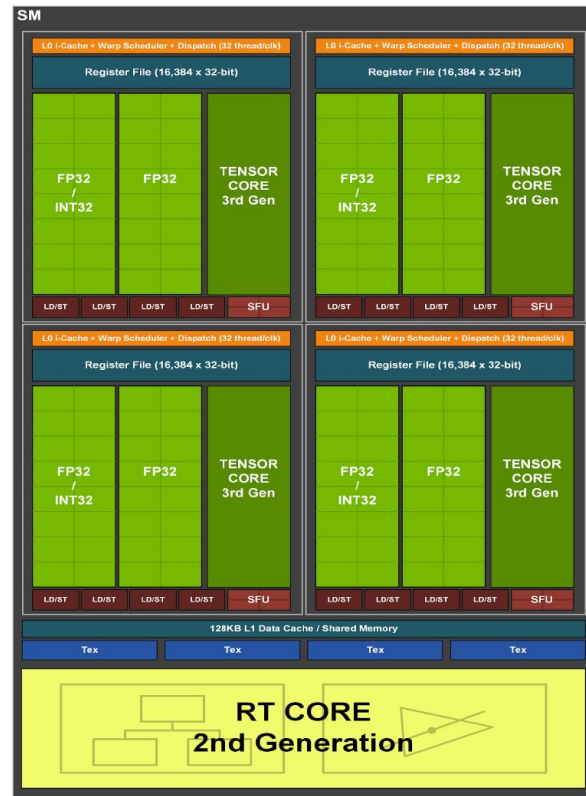 SM
L0 i-Cache + Warp Scheduler + Dispatch (32 thread/clk)
Register File (16,384 x 32-bit)
FP32
/
INT32
FP32
TENSOR
CORE
3rd Gen
LD/ST LD/ST LD/ST LD/ST SFU
L0 i-Cache + Warp Scheduler + Dispatch (32 thread/clk)
Register File (16,384 x 32-bit)
FP32
/
INT32
FP32
TENSOR
CORE
3rd Gen
LD/ST LD/ST LD/ST LD/ST SFU
L0 i-Cache + Warp Scheduler + Dispatch (32 thread/clk)
Register File (16,384 x 32-bit)
FP32
/
INT32
FP32
TENSOR
CORE
3rd Gen
LD/ST LD/ST LD/ST LD/ST SFU
L0 i-Cache + Warp Scheduler + Dispatch (32 thread/clk)
Register File (16,384 x 32-bit)
FP32
/
INT32
FP32
TENSOR
CORE
3rd Gen
LD/ST LD/ST LD/ST LD/ST SFU
128KB L1 Data Cache / Shared Memory
Tex Tex Tex Tex
RT CORE
2nd Generation